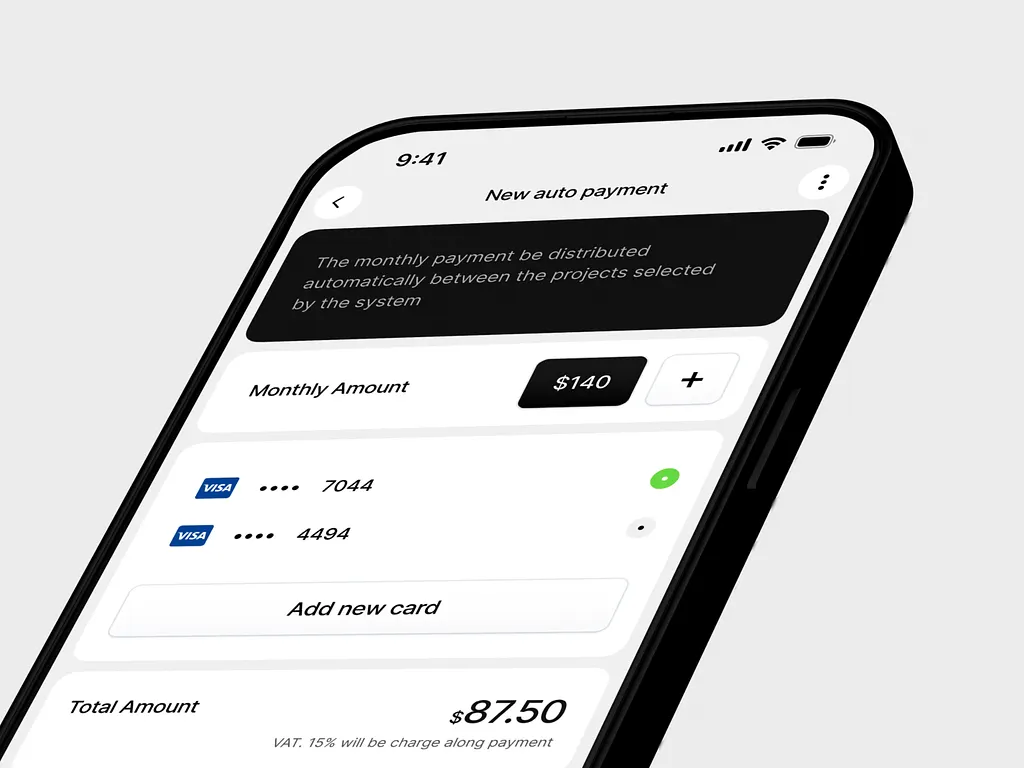 9:41
New auto payment
The monthly payment be distributed
automatically between the projects selected
by the system
Monthly Amount
$140
+
VISA •••• 7044
VISA •••• 4494
Add new card
Total Amount
$87.50
VAT. 15% will be charge along payment